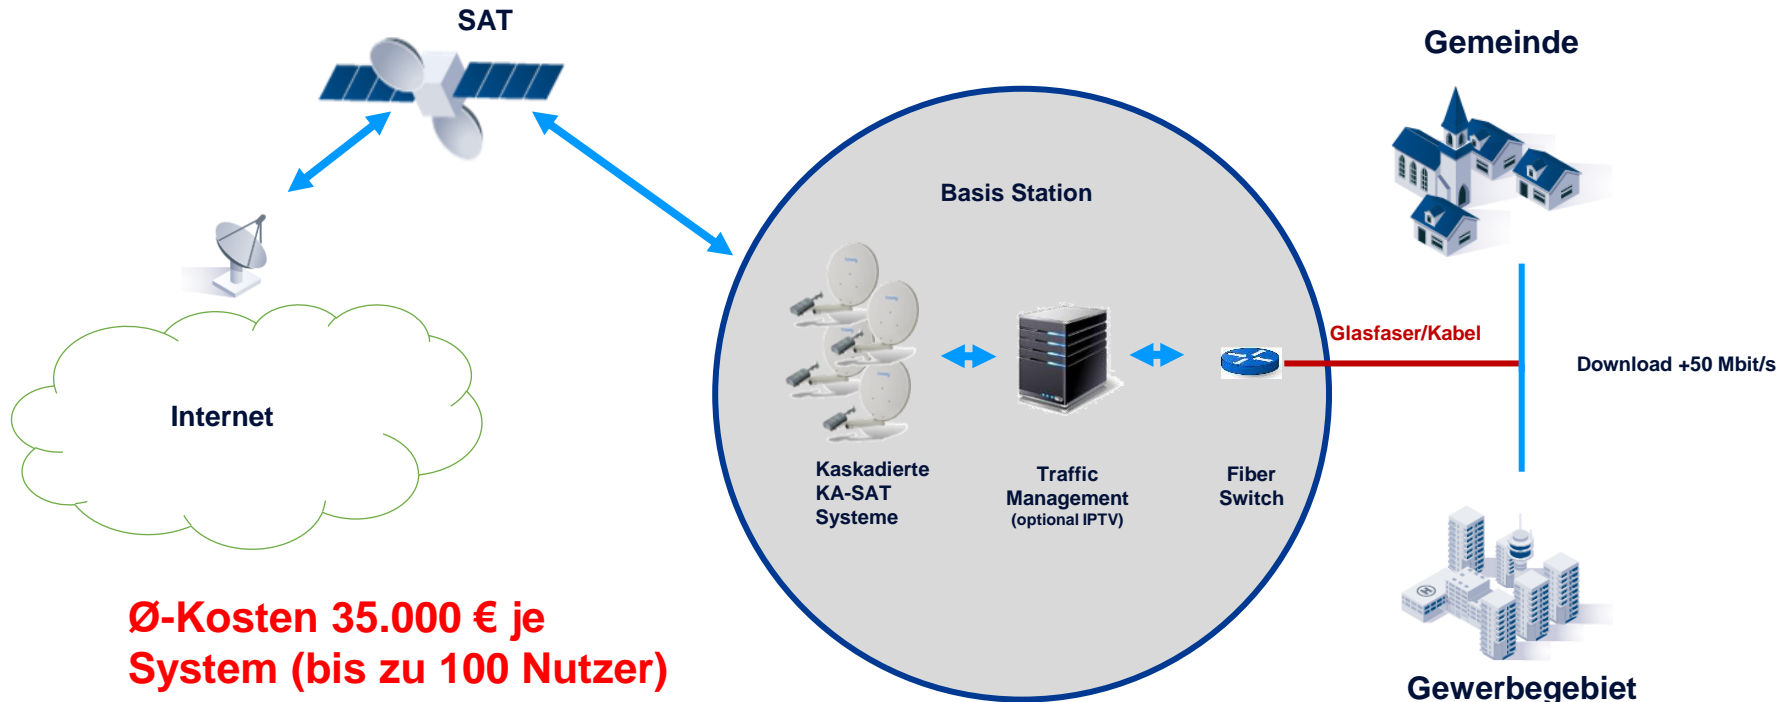 SAT
Gemeinde
Basis Station
Glasfaser/Kabel
Download +50 Mbit/s
Internet
Kaskadierte
KA-SAT
Systeme
Traffic
Management
(optional IPTV)
Fiber
Switch
Ø-Kosten 35.000 € je
System (bis zu 100 Nutzer)
Gewerbegebiet